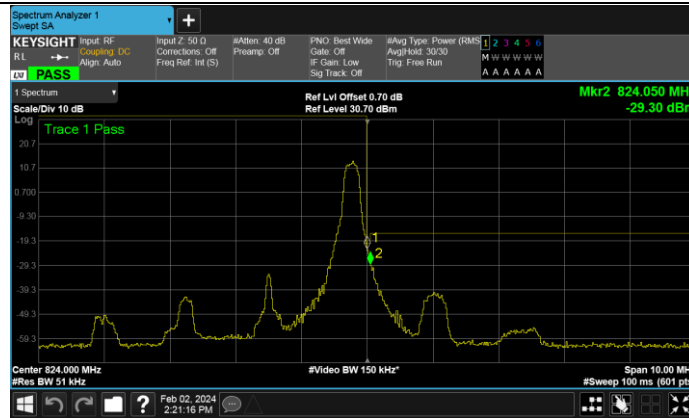 Spectrum Analyzer 1
Swept SA
+
KEYSIGHT Input: RF Input Z: 50 Ω #Atten: 40 dB PNO: Best Wide #Avg Type: Power (RMS 1 2 3 4 5 6
RL Coupling: DC Corrections: Off Preamp: Off Gate: Off Avg|Hold: 30/30 M W W W W W
Align: Auto Freq Ref: Int (S) IF Gain: Low Trig: Free Run
LXI PASS Sig Track: Off A A A A A A
1 Spectrum Ref Lvl Offset 0.70 dB Mkr2 824.050 MH
Scale/Div 10 dB Ref Level 30.70 dBm -29.30 dBr
Log
Trace 1 Pass
20.7
10.7
0.700
-9.30
-19.3
1
2
-29.3
-39.3
-49.3
-59.3
Center 824.000 MHz #Video BW 150 kHz* Span 10.00 MH
#Res BW 51 kHz #Sweep 100 ms (601 pts
? Feb 02, 2024
2:21:16 PM